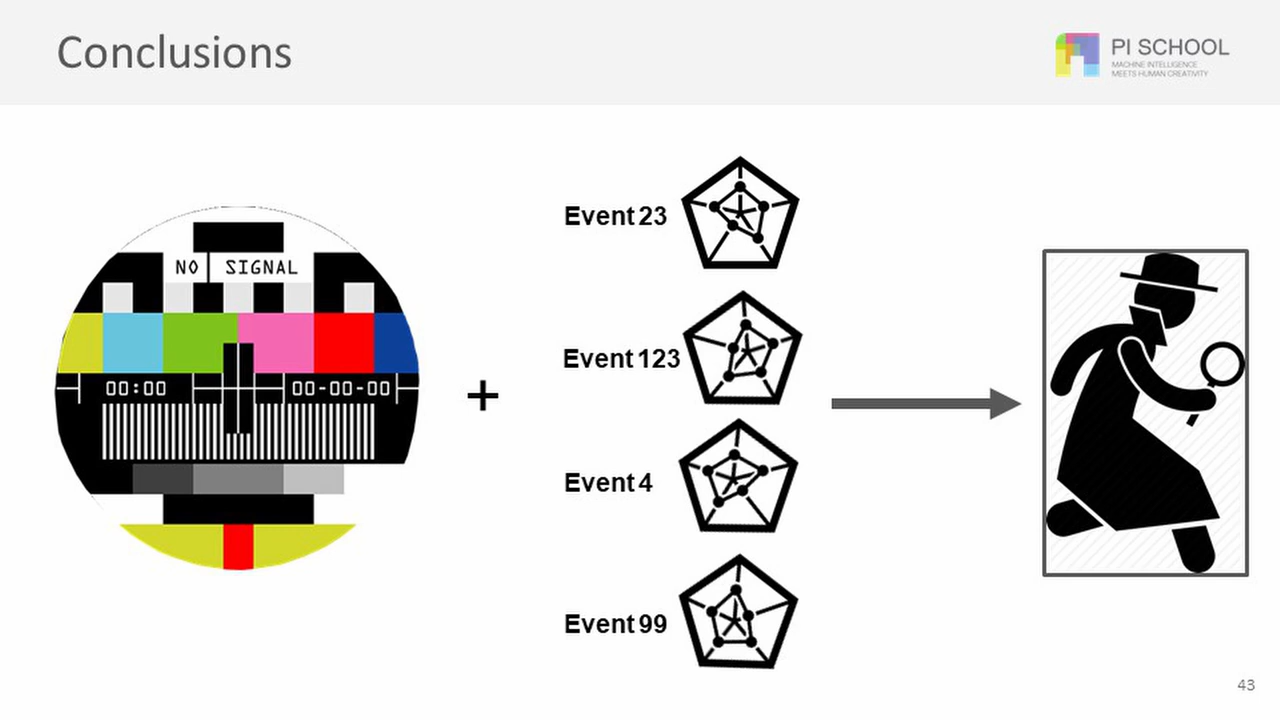 Conclusions
PI SCHOOL
MACHINE INTELLIGENCE
MEETS HUMAN CREATIVITY
NO SIGNAL
00:00
00-00-00
+
Event 23
Event 123
Event 4
Event 99
43